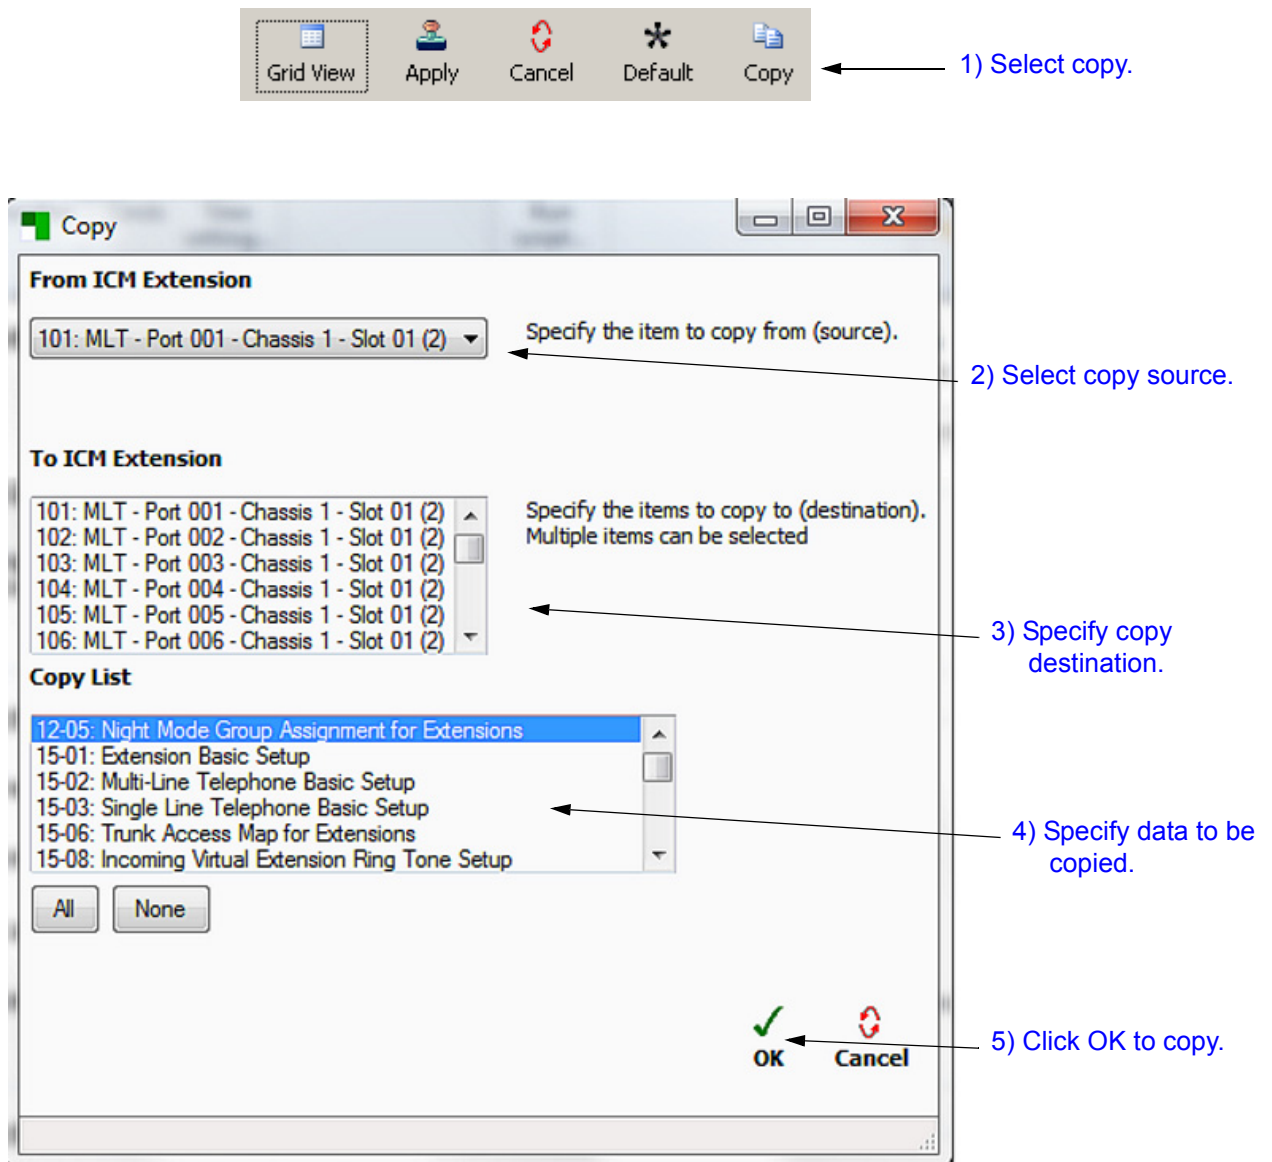 Grid View Apply Cancel Default Copy
1) Select copy.
Copy
From ICM Extension
101: MLT - Port 001 - Chassis 1 - Slot 01 (2)
Specify the item to copy from (source).
2) Select copy source.
To ICM Extension
101: MLT - Port 001 - Chassis 1 - Slot 01 (2)
102: MLT - Port 002 - Chassis 1 - Slot 01 (2)
103: MLT - Port 003 - Chassis 1 - Slot 01 (2)
104: MLT - Port 004 - Chassis 1 - Slot 01 (2)
105: MLT - Port 005 - Chassis 1 - Slot 01 (2)
106: MLT - Port 006 - Chassis 1 - Slot 01 (2)
Specify the items to copy to (destination).
Multiple items can be selected
3) Specify copy
destination.
Copy List
12-05: Night Mode Group Assignment for Extensions
15-01: Extension Basic Setup
15-02: Multi-Line Telephone Basic Setup
15-03: Single Line Telephone Basic Setup
15-06: Trunk Access Map for Extensions
15-08: Incoming Virtual Extension Ring Tone Setup
4) Specify data to be
copied.
All None
OK Cancel
5) Click OK to copy.